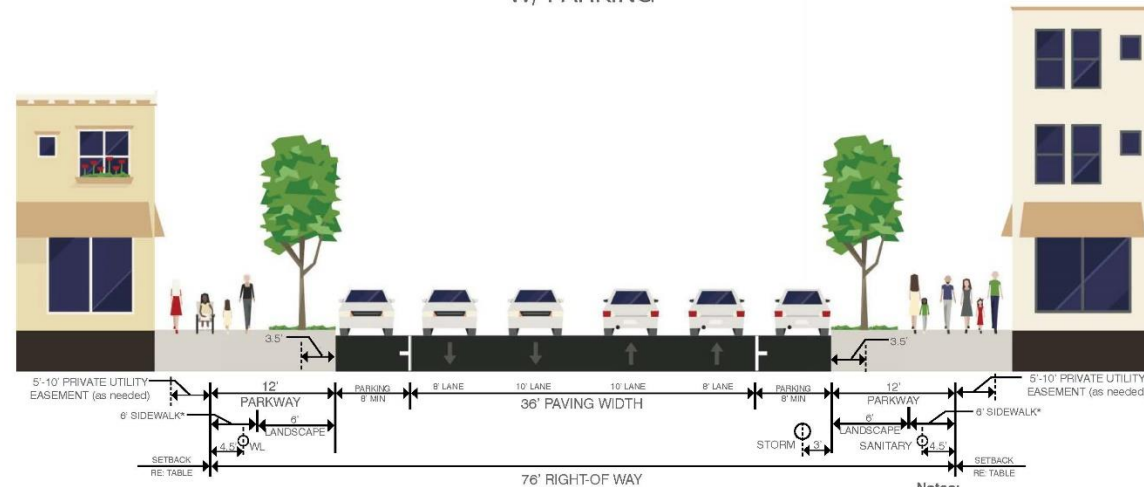 W/ PARKING
3.5'
3.5'
5'-10' PRIVATE UTILITY
EASEMENT (as needed)
12'
PARKWAY
PARKING
8' MIN
8' LANE
10' LANE
10' LANE
8' LANE
36' PAVING WIDTH
PARKING
8' MIN
12'
PARKWAY
5'-10' PRIVATE UTILITY
EASEMENT (as needed)
6' SIDEWALK*
6'
LANDSCAPE
4.5'
WL
STORM
3'
6'
LANDSCAPE
SANITARY
4.5'
6' SIDEWALK*
SETBACK
RE: TABLE
76' RIGHT-OF WAY
SETBACK
RE: TABLE
Notes: